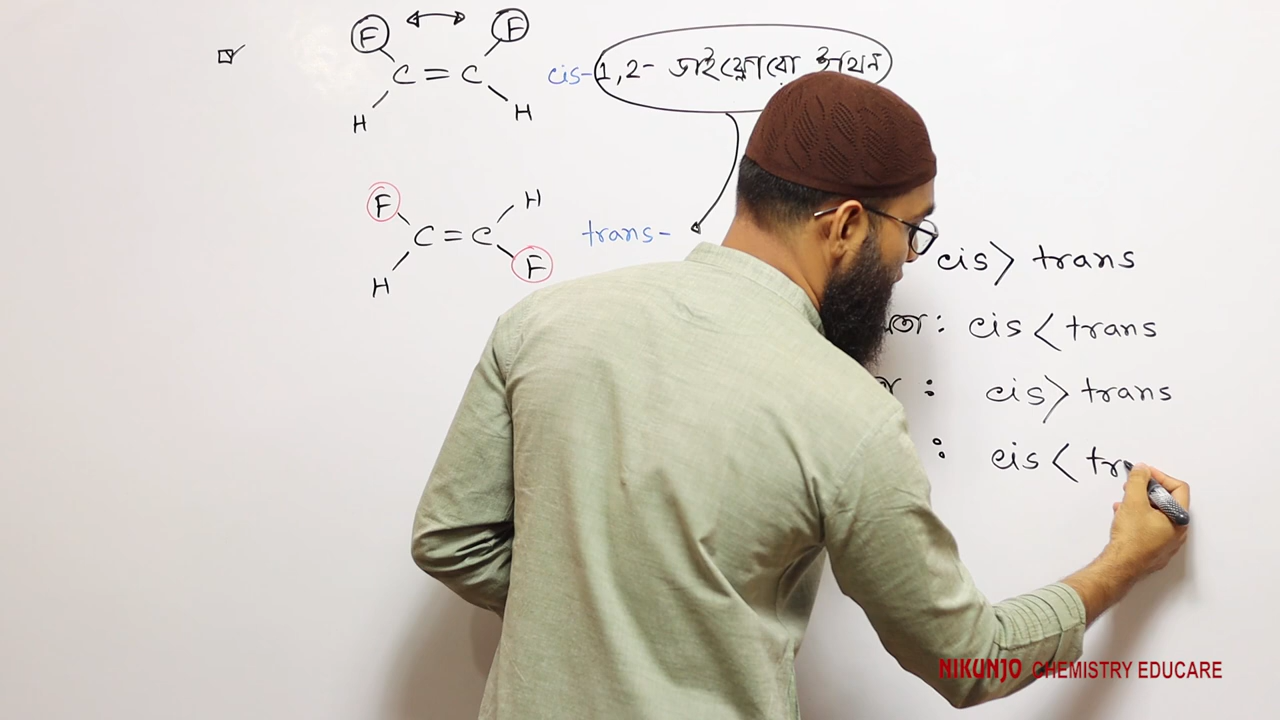 F F
C = C cis-1,2- ডাইফ্লোরো ইথিন
H H
F H
C = C trans-
H F
cis > trans
: cis < trans
: cis > trans
: cis < tr
NIKUNJO CHEMISTRY EDUCARE